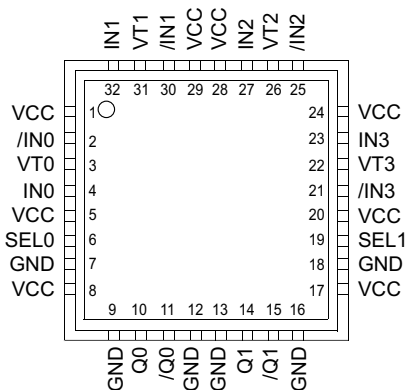 IN1 VT1 /IN1 VCC VCC IN2 VT2 /IN2
32 31 30 29 28 27 26 25
VCC 1 24 VCC
/IN0 2 23 IN3
VT0 3 22 VT3
IN0 4 21 /IN3
VCC 5 20 VCC
SEL0 6 19 SEL1
GND 7 18 GND
VCC 8 17 VCC
9 10 11 12 13 14 15 16
GND Q0 /Q0 GND GND Q1 /Q1 GND